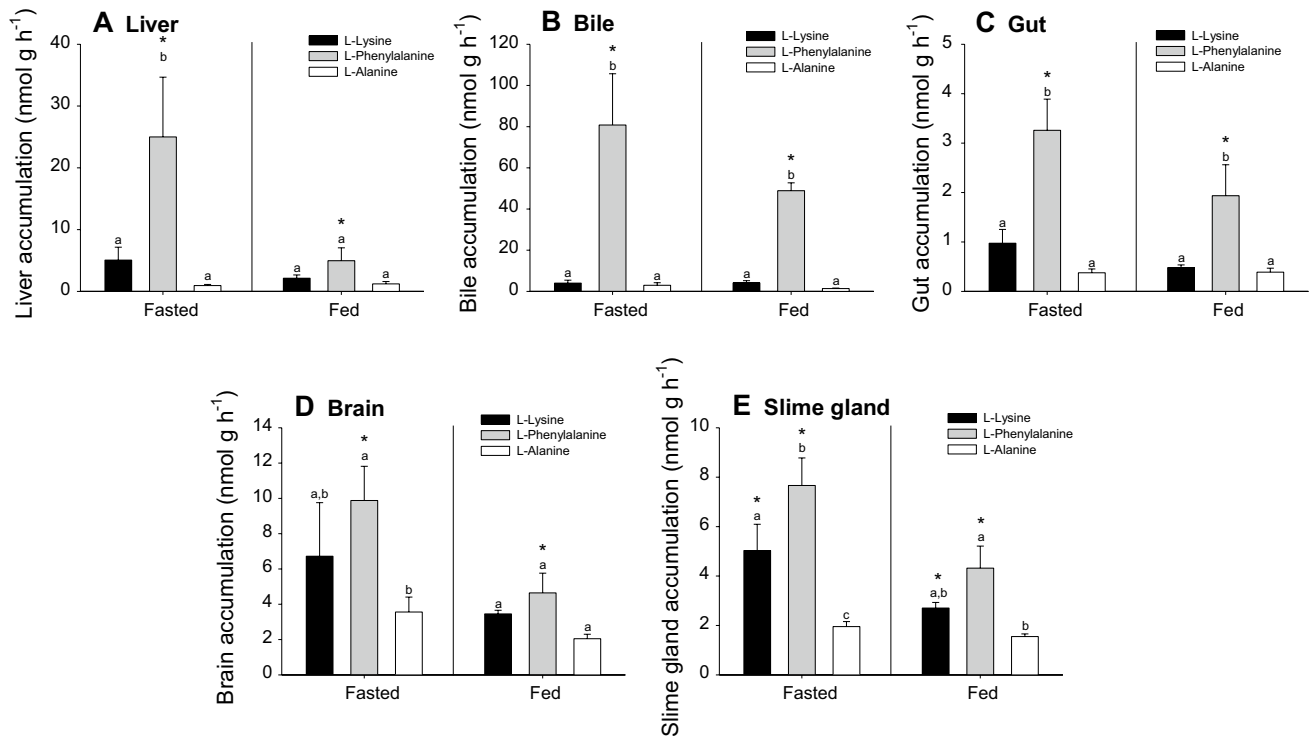 A Liver
Liver accumulation (nmol g h-1)
40
30
20
10
0
L-Lysine
L-Phenylalanine
L-Alanine
a
*
b
a
a
*
a
a
Fasted
Fed
B Bile
Bile accumulation (nmol g h-1)
120
100
80
60
40
20
0
L-Lysine
L-Phenylalanine
L-Alanine
a
*
b
a
a
*
b
a
Fasted
Fed
C Gut
Gut accumulation (nmol g h-1)
5
4
3
2
1
0
L-Lysine
L-Phenylalanine
L-Alanine
a
*
b
a
a
*
b
a
Fasted
Fed
D Brain
Brain accumulation (nmol g h-1)
14
12
10
8
6
4
2
0
L-Lysine
L-Phenylalanine
L-Alanine
a,b
*
a
b
a
*
a
a
Fasted
Fed
E Slime gland
Slime gland accumulation (nmol g h-1)
10
8
6
4
2
0
L-Lysine
L-Phenylalanine
L-Alanine
*
a
*
b
c
*
a,b
*
a
b
Fasted
Fed